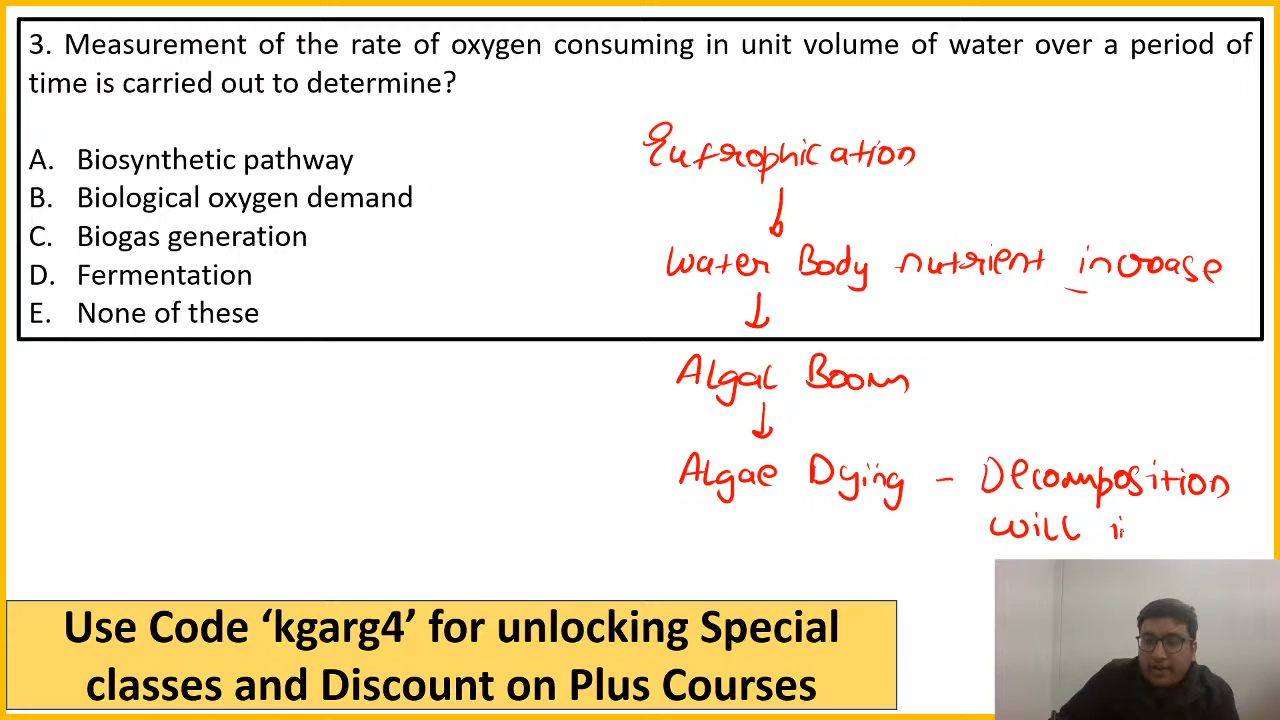 3. Measurement of the rate of oxygen consuming in unit volume of water over a period of
time is carried out to determine?
A. Biosynthetic pathway
B. Biological oxygen demand
C. Biogas generation
D. Fermentation
E. None of these
Eutrophication
↓
Water Body nutrient increase
↓
Algal Boom
↓
Algae Dying - Decomposition
will i
Use Code ‘kgarg4’ for unlocking Special
classes and Discount on Plus Courses